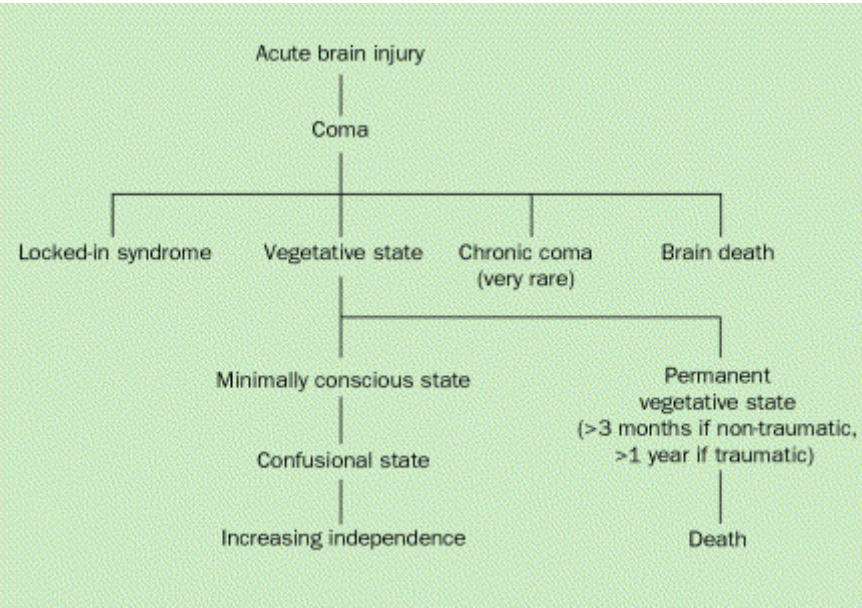 Acute brain injury
Coma
Locked-in syndrome
Vegetative state
Chronic coma
(very rare)
Brain death
Minimally conscious state
Permanent
vegetative state
(>3 months if non-traumatic,
>1 year if traumatic)
Confusional state
Increasing independence
Death